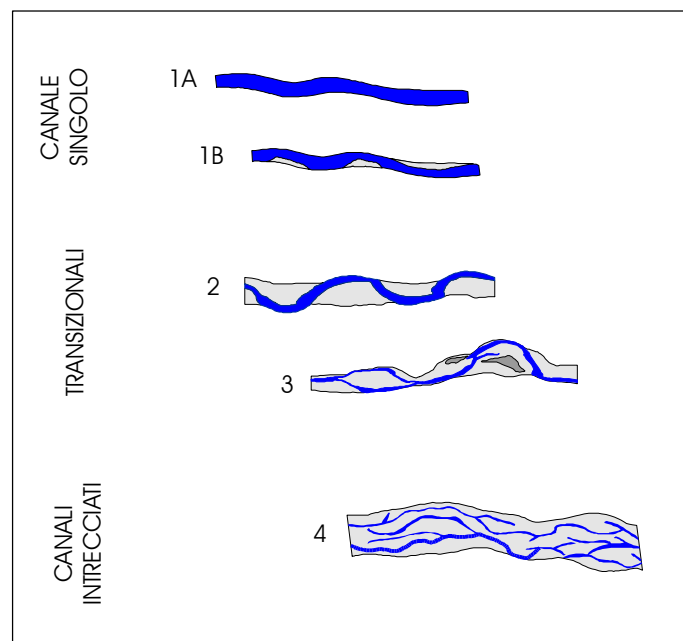 CANALE
SINGOLO
1A
1B
TRANSIZIONALI
2
3
CANALI
INTRECCIATI
4